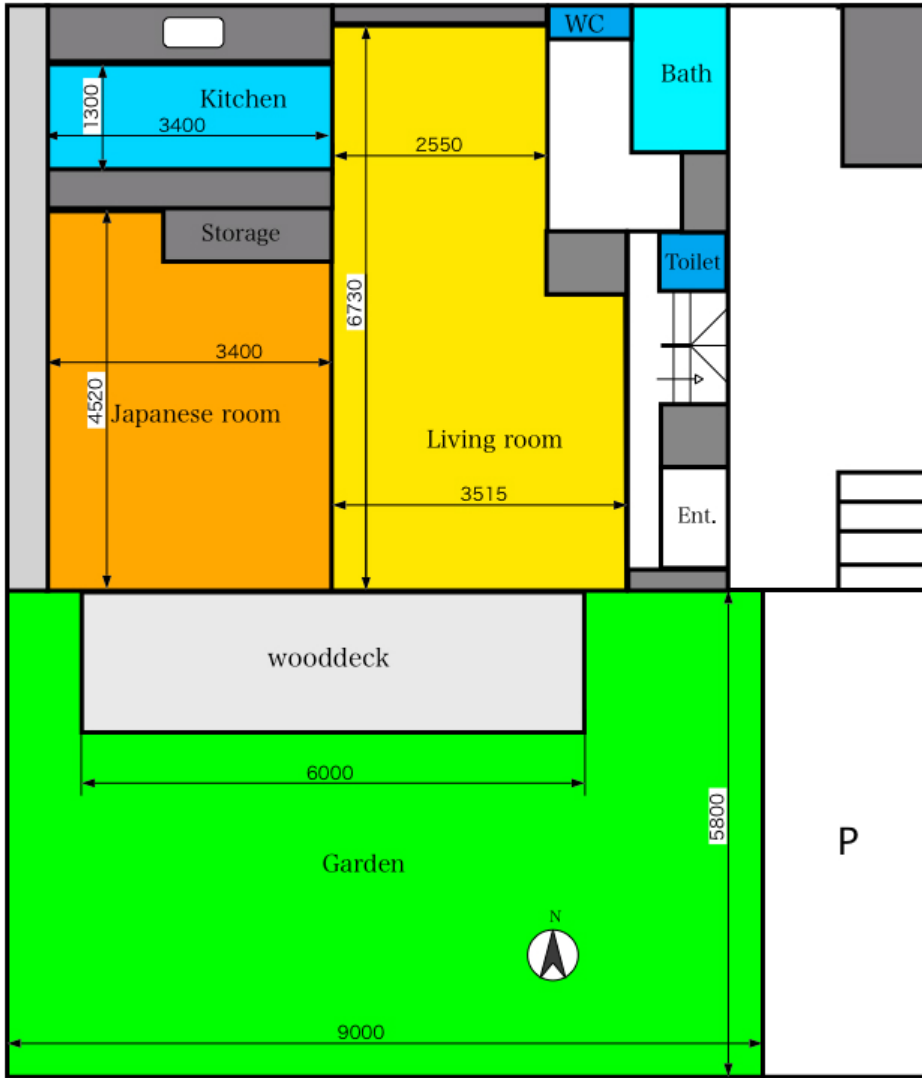 WC
Bath
Kitchen
1300
3400
2550
Storage
Toilet
6730
3400
4520
Japanese room
Living room
3515
Ent.
wooddeck
6000
5800
P
Garden
N
9000